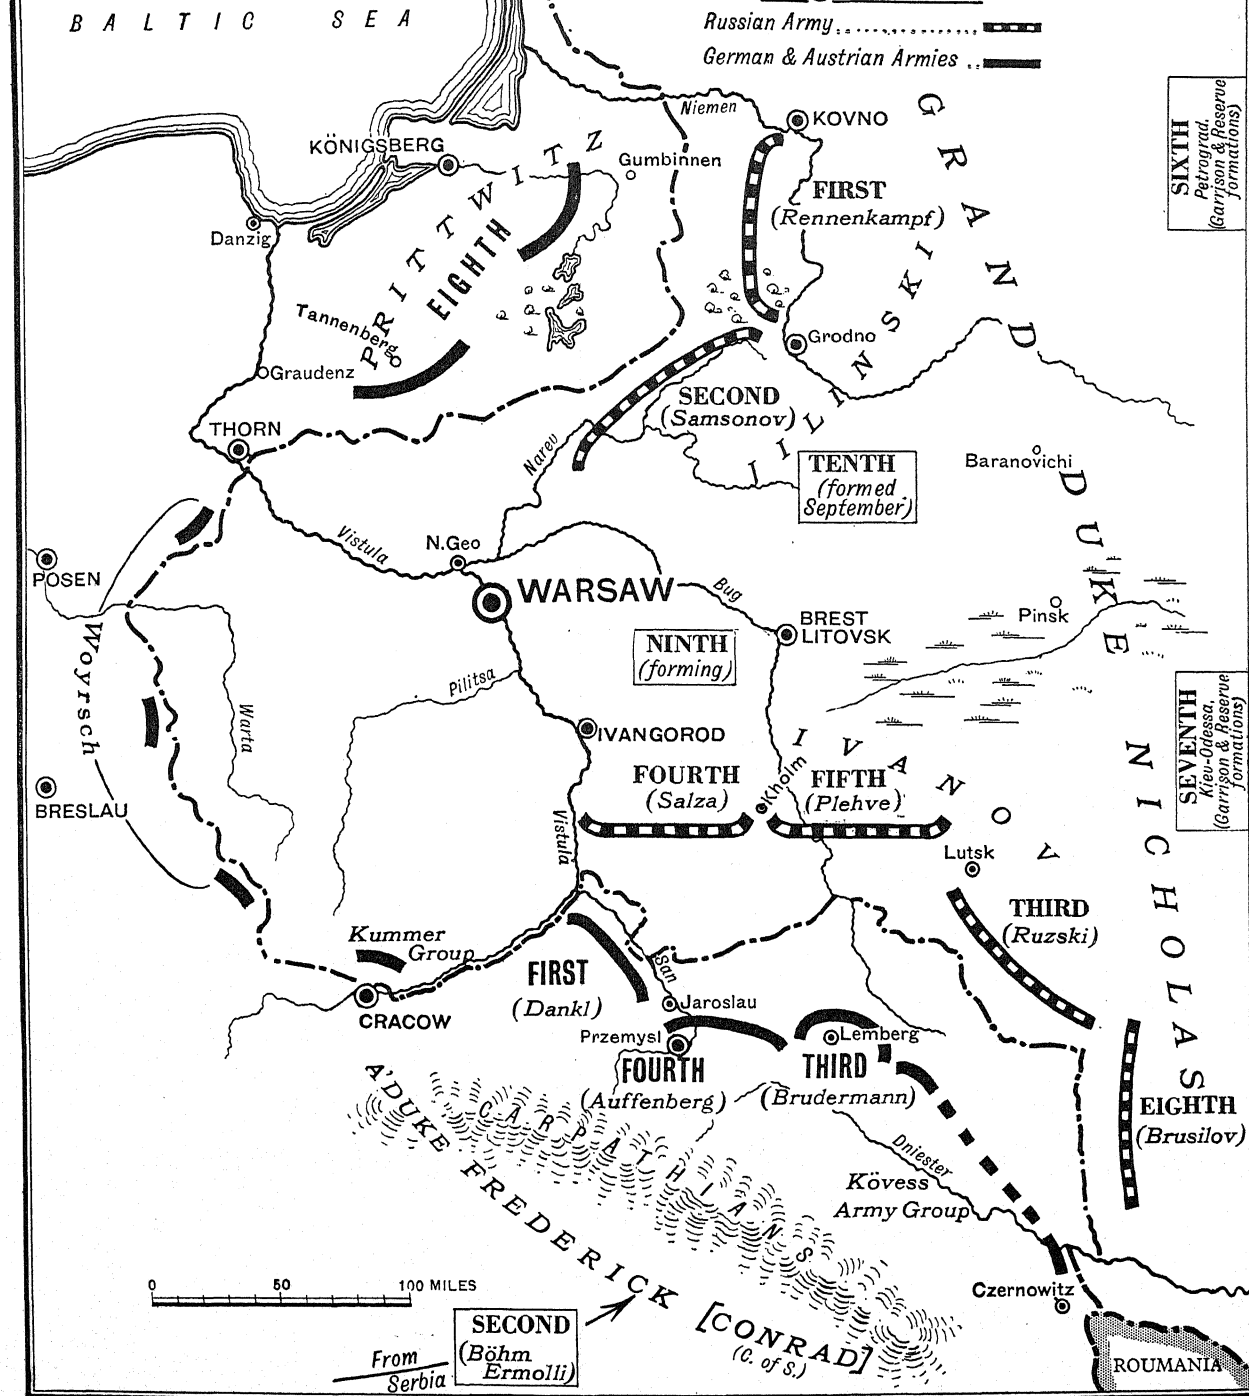 BALTIC SEA
Russian Army
German & Austrian Armies
Niemen
KOVNO
GRAND DUKE NICHOLAS
SIXTH
Petrograd,
(Garrison & Reserve
formations)
KÖNIGSBERG
PRITTWITZ
Gumbinnen
FIRST
(Rennenkampf)
Danzig
EIGHTH
JILINSKI
Tannenberg
Grodno
Graudenz
SECOND
(Samsonov)
THORN
Narev
TENTH
(formed
September)
Baranovichi
Vistula
N.Geo
POSEN
WARSAW
Bug
Pinsk
BREST
LITOVSK
Woyrsch
NINTH
(forming)
Pilitsa
SEVENTH
Kiev-Odessa,
(Garrison & Reserve
formations)
Warta
IVANGOROD
IVANOV
BRESLAU
FOURTH
(Salza)
Kholm
FIFTH
(Plehve)
Vistula
Lutsk
THIRD
(Ruzski)
Kummer
Group
FIRST
(Dankl)
San
Jaroslau
CRACOW
Przemysl
Lemberg
FOURTH
(Auffenberg)
THIRD
(Brudermann)
EIGHTH
(Brusilov)
CARPATHIANS
Dniester
A'DUKE FREDERICK
[CONRAD]
(C. of S.)
Kövess
Army Group
Czernowitz
0 50 100 MILES
SECOND
(Böhm
Ermolli)
From
Serbia
ROUMANIA